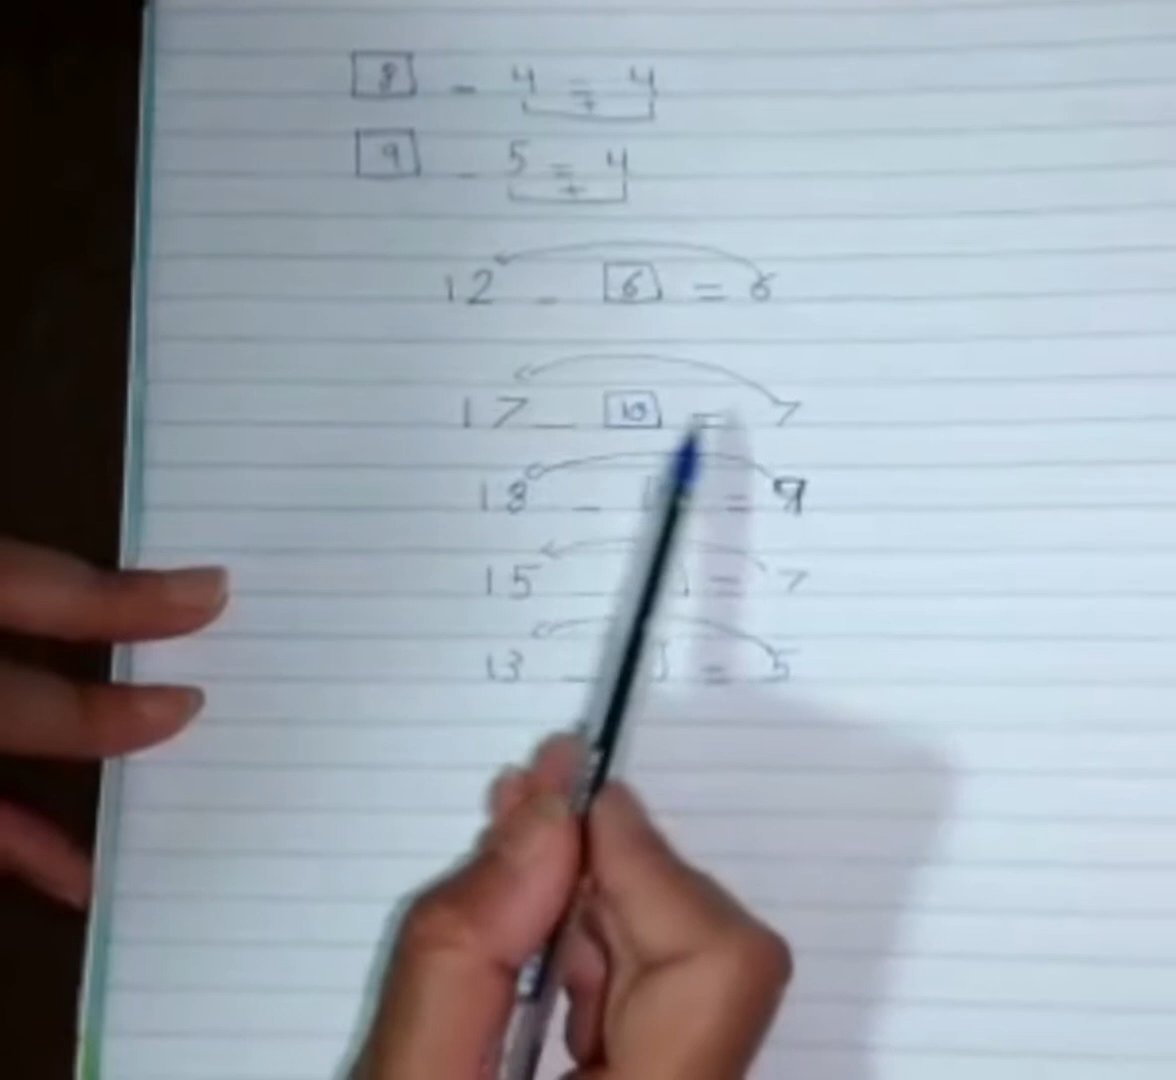 8 - 4 = 4
+
9 - 5 = 4
+
12 - 6 = 6
17 - 10 = 7
18 - = 9
15 - = 7
13 - = 5